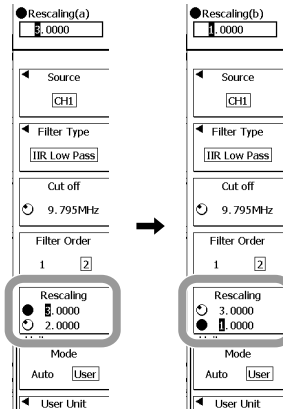 Rescaling(a)
3.0000
Source
CH1
Filter Type
IIR Low Pass
Cut off
9.795MHz
Filter Order
1 2
Rescaling
3.0000
2.0000
Mode
Auto User
User Unit
Rescaling(b)
1.0000
Source
CH1
Filter Type
IIR Low Pass
Cut off
9.795MHz
Filter Order
1 2
Rescaling
3.0000
1.0000
Mode
Auto User
User Unit